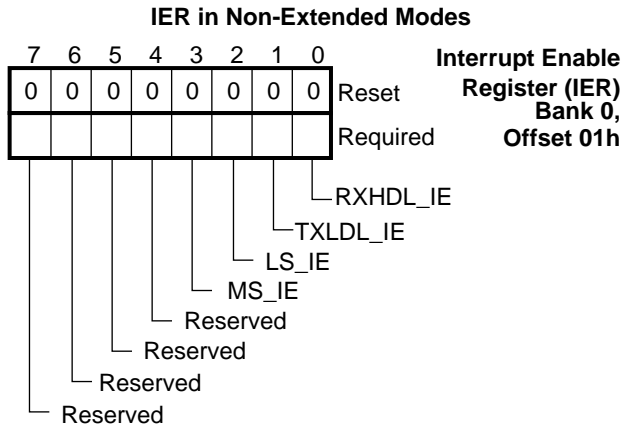 IER in Non-Extended Modes
7 6 5 4 3 2 1 0
Interrupt Enable
Register (IER)
Bank 0,
Offset 01h
0 0 0 0 0 0 0 0 Reset
Required
RXHDL_IE
TXLDL_IE
LS_IE
MS_IE
Reserved
Reserved
Reserved
Reserved